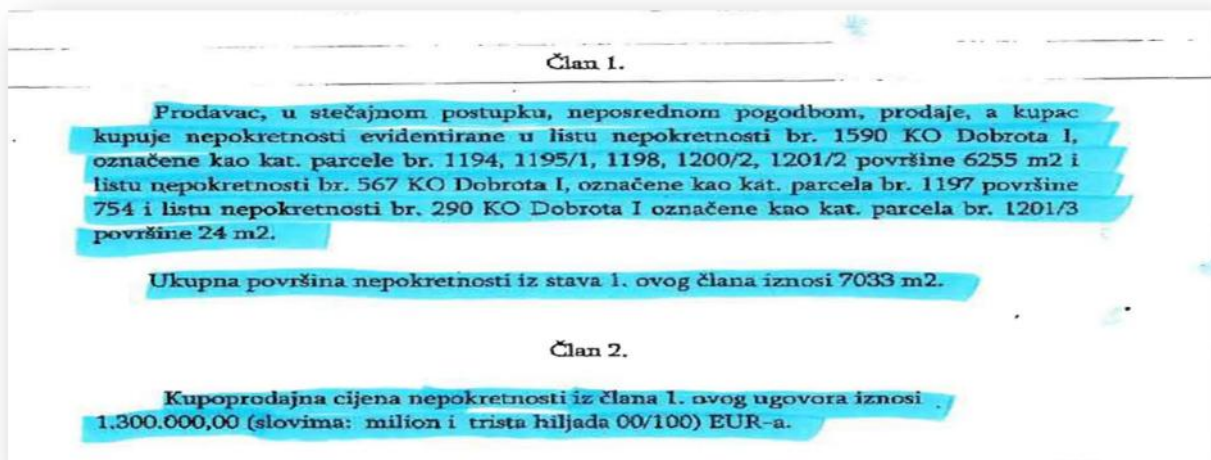 Član 1.
Prodavac, u stečajnom postupku, neposrednom pogodbom, prodaje, a kupac
kupuje nepokretnosti evidentirane u listu nepokretnosti br. 1590 KO Dobrota I,
označene kao kat. parcele br. 1194, 1195/1, 1198, 1200/2, 1201/2 površine 6255 m2 i
listu nepokretnosti br. 567 KO Dobrota I, označene kao kat. parcela br. 1197 površine
754 i listu nepokretnosti br. 290 KO Dobrota I označene kao kat. parcela br. 1201/3
površine 24 m2.
Ukupna površina nepokretnosti iz stava 1. ovog člana iznosi 7033 m2.
Član 2.
Kupoprodajna cijena nepokretnosti iz člana 1. ovog ugovora iznosi
1.300.000,00 (slovima: milion i trista hiljada 00/100) EUR-a.